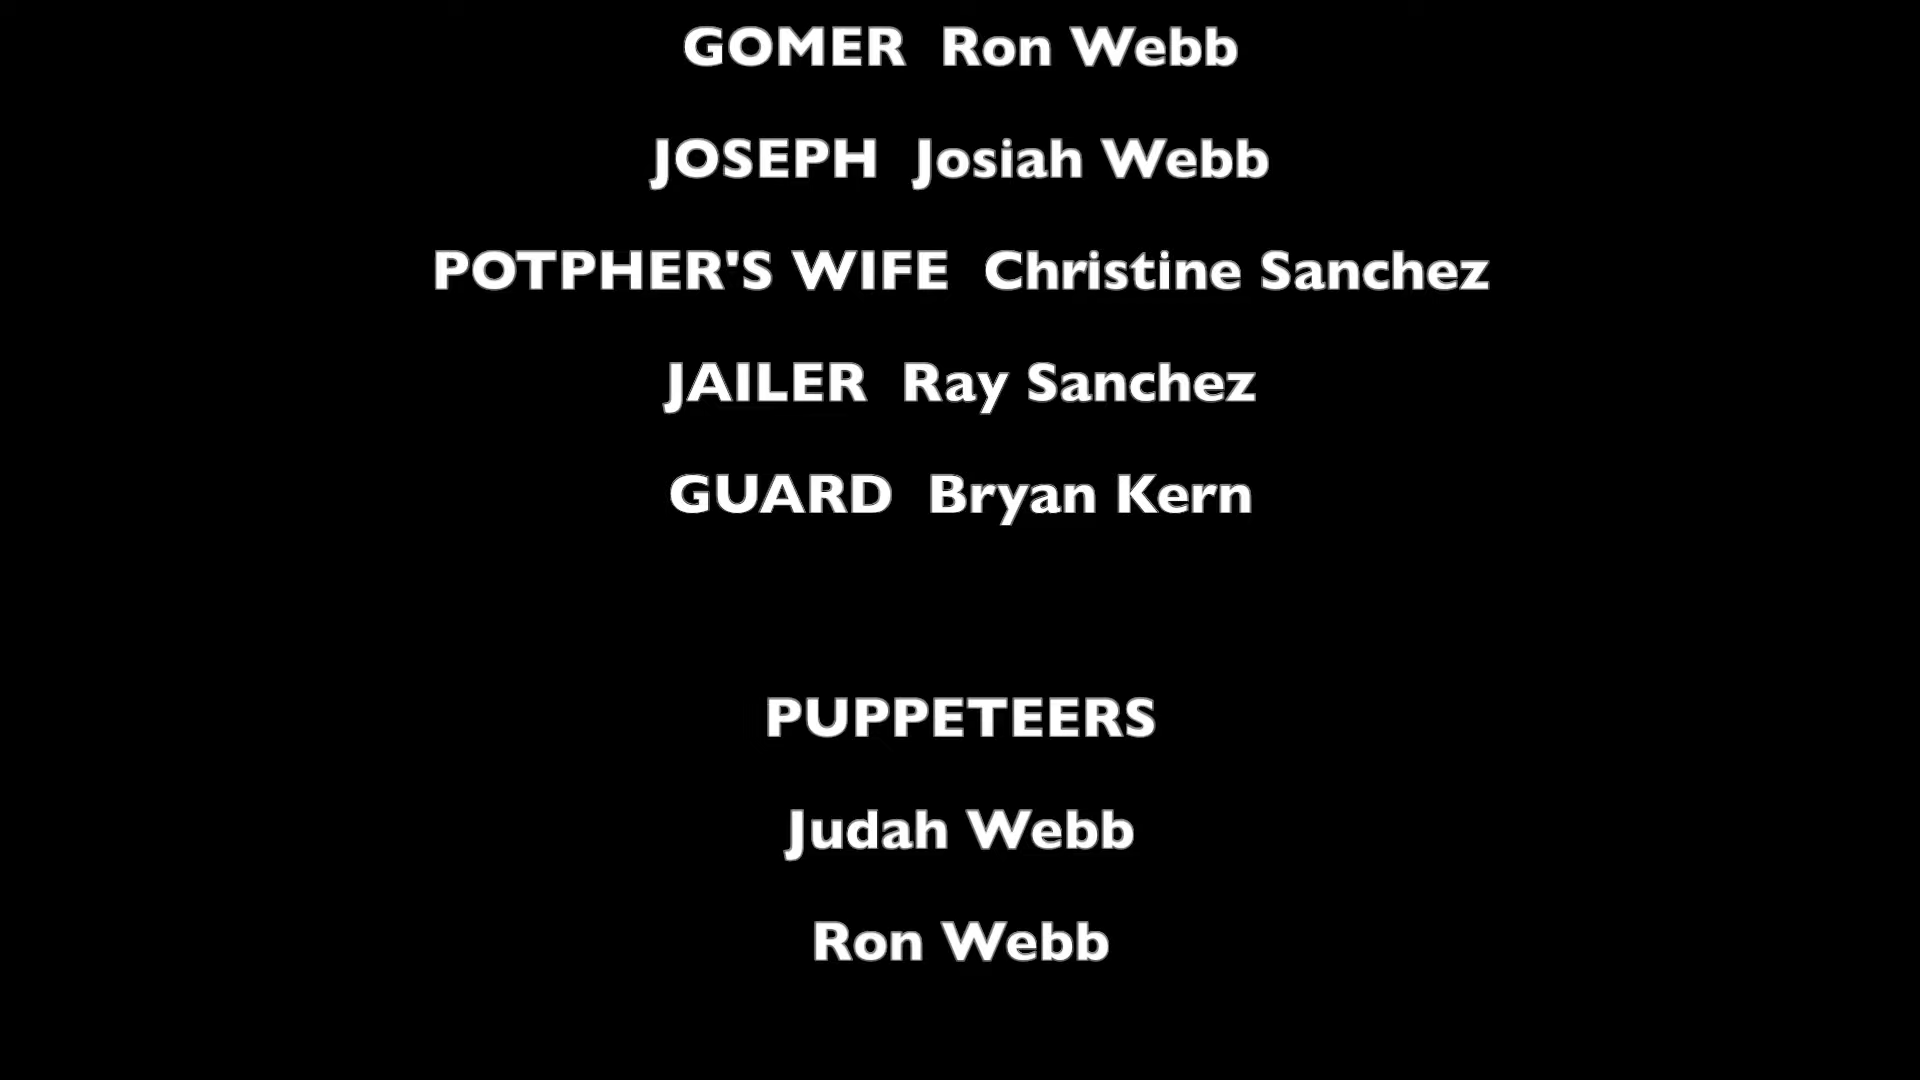 GOMER  Ron Webb
JOSEPH  Josiah Webb
POTPHER'S WIFE  Christine Sanchez
JAILER  Ray Sanchez
GUARD  Bryan Kern
PUPPETEERS
Judah Webb
Ron Webb